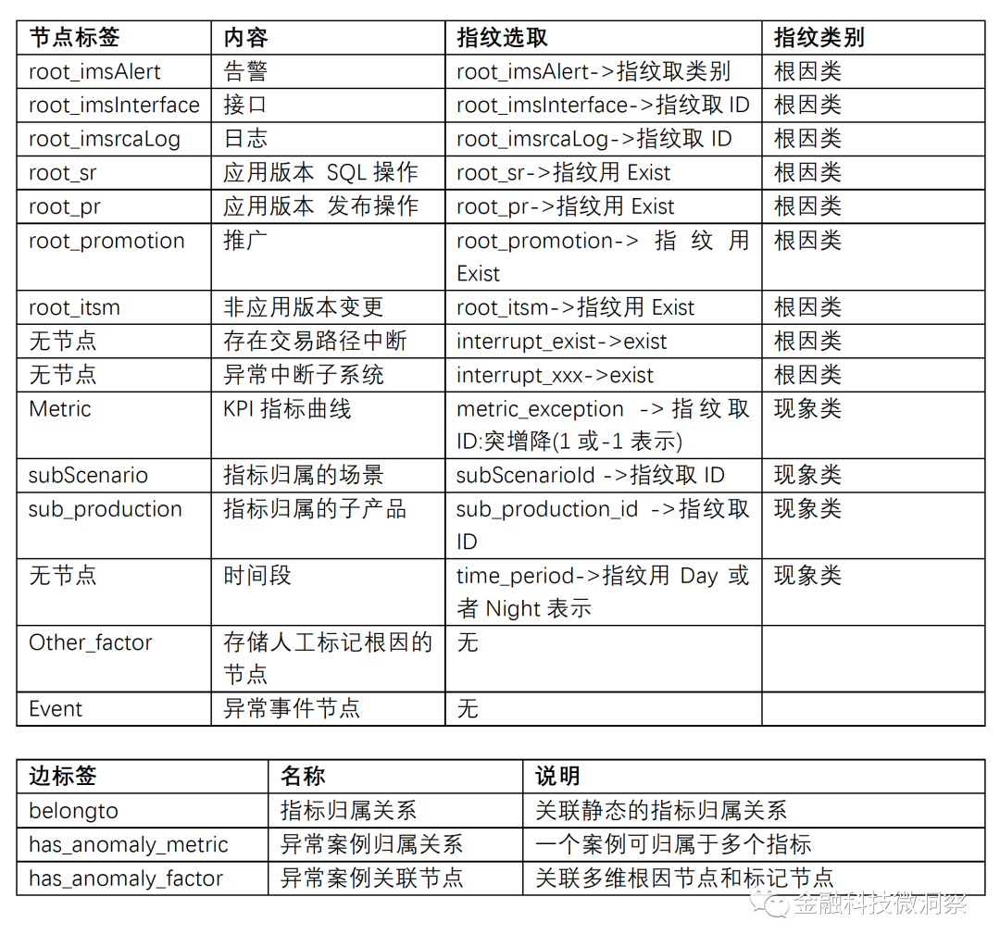 节点标签 内容 指纹选取 指纹类别
root_imsAlert 告警 root_imsAlert->指纹取类别 根因类
root_imsInterface 接口 root_imsInterface->指纹取 ID 根因类
root_imsrcaLog 日志 root_imsrcaLog->指纹取 ID 根因类
root_sr 应用版本 SQL 操作 root_sr->指纹用 Exist 根因类
root_pr 应用版本 发布操作 root_pr->指纹用 Exist 根因类
root_promotion 推广 root_promotion-> 指 纹 用 根因类
Exist
root_itsm 非应用版本变更 root_itsm->指纹用 Exist 根因类
无节点 存在交易路径中断 interrupt_exist->exist 根因类
无节点 异常中断子系统 interrupt_xxx->exist 根因类
Metric KPI 指标曲线 metric_exception ->指纹取 现象类
ID:突增降(1 或-1 表示)
subScenario 指标归属的场景 subScenarioId ->指纹取 ID 现象类
sub_production 指标归属的子产品 sub_production_id ->指纹取 现象类
ID
无节点 时间段 time_period->指纹用 Day 或 现象类
者 Night 表示
Other_factor 存储人工标记根因的 无
节点
Event 异常事件节点 无
边标签 名称 说明
belongto 指标归属关系 关联静态的指标归属关系
has_anomaly_metric 异常案例归属关系 一个案例可归属于多个指标
has_anomaly_factor 异常案例关联节点 关联多维根因节点和标记节点
金融科技微洞察